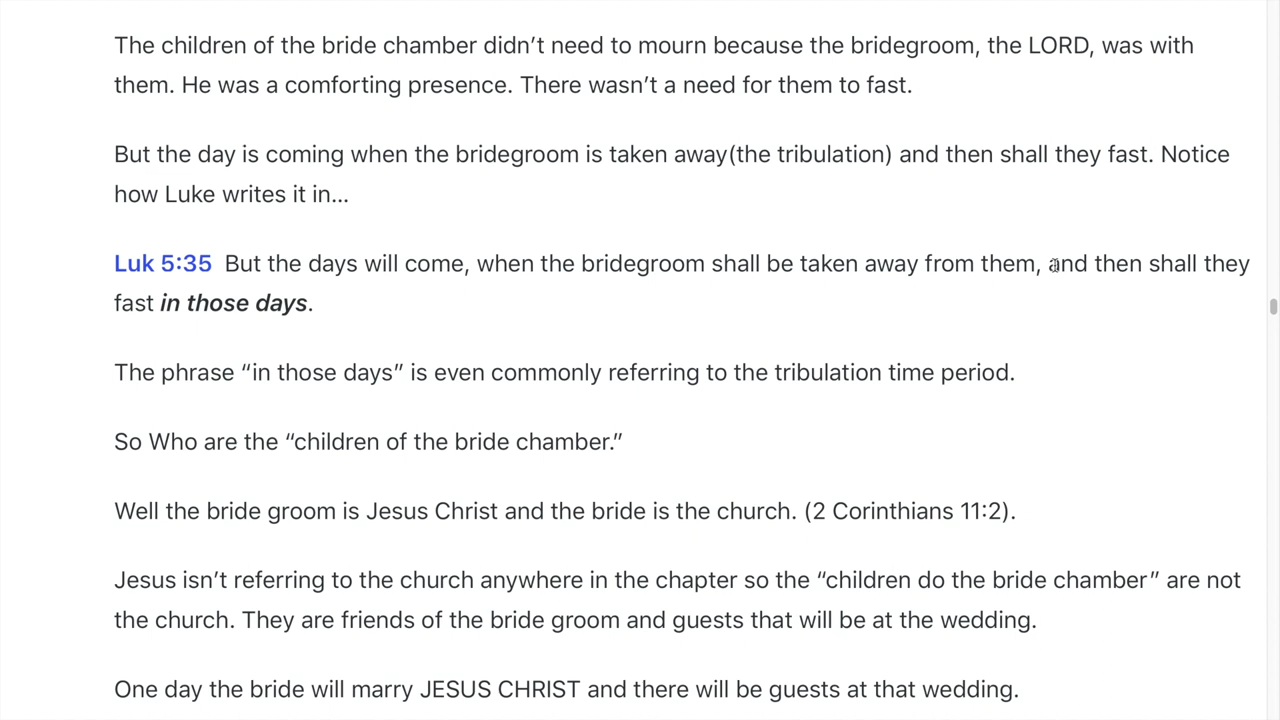 The children of the bride chamber didn’t need to mourn because the bridegroom, the LORD, was with
them. He was a comforting presence. There wasn’t a need for them to fast.
But the day is coming when the bridegroom is taken away(the tribulation) and then shall they fast. Notice
how Luke writes it in...
Luk 5:35  But the days will come, when the bridegroom shall be taken away from them, and then shall they
fast in those days.
The phrase “in those days” is even commonly referring to the tribulation time period.
So Who are the “children of the bride chamber.”
Well the bride groom is Jesus Christ and the bride is the church. (2 Corinthians 11:2).
Jesus isn’t referring to the church anywhere in the chapter so the “children do the bride chamber” are not
the church. They are friends of the bride groom and guests that will be at the wedding.
One day the bride will marry JESUS CHRIST and there will be guests at that wedding.